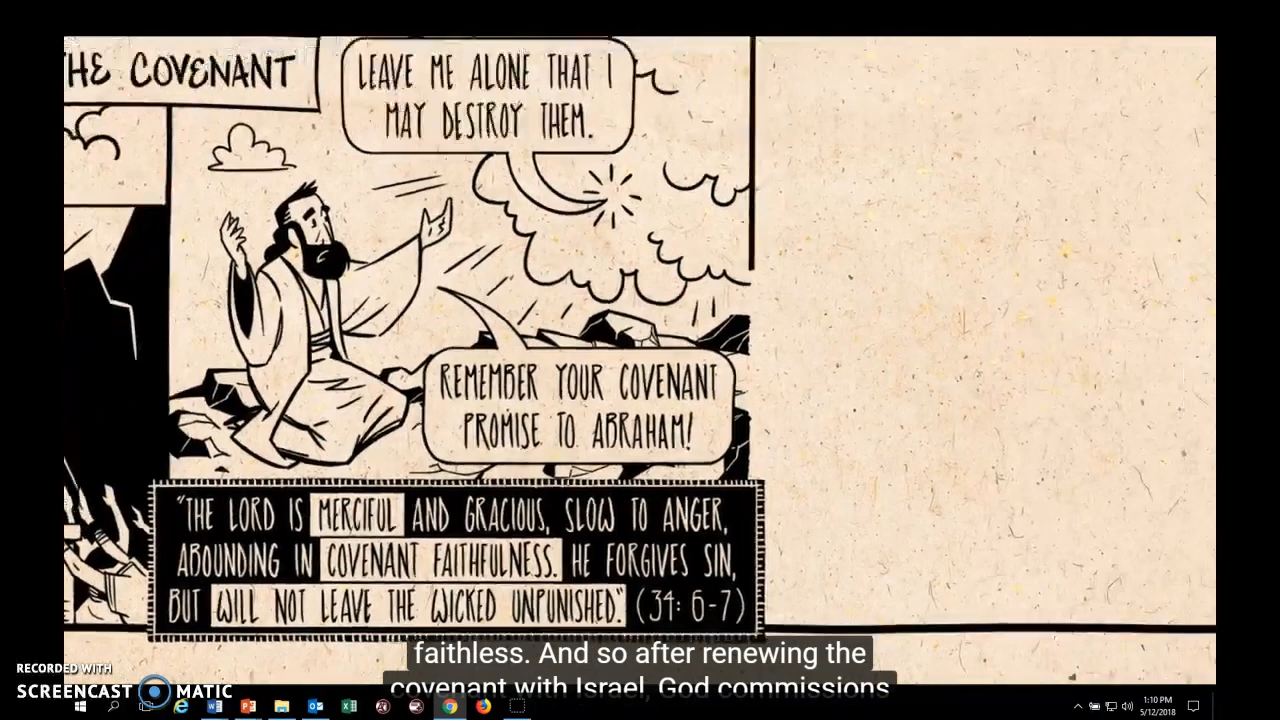 THE COVENANT
LEAVE ME ALONE THAT I
MAY DESTROY THEM.
REMEMBER YOUR COVENANT
PROMISE TO ABRAHAM!
"THE LORD IS MERCIFUL AND GRACIOUS, SLOW TO ANGER,
ABOUNDING IN COVENANT FAITHFULNESS. HE FORGIVES SIN,
BUT WILL NOT LEAVE THE WICKED UNPUNISHED." (34: 6-7)
faithless. And so after renewing the
covenant with Israel, God commissions
RECORDED WITH
SCREENCAST MATIC
1:10 PM
5/12/2018